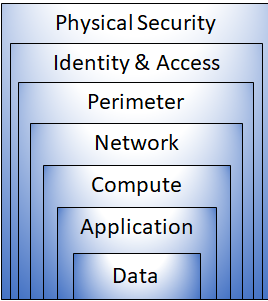 Physical Security
Identity & Access
Perimeter
Network
Compute
Application
Data